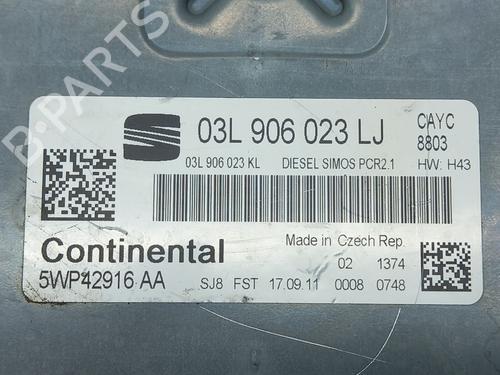 03L 906 023 LJ
CAYC
8803
03L 906 023 KL DIESEL SIMOS PCR2.1 HW: H43
Continental
Made in Czech Rep.
02 1374
5WP42916 AA
SJ8 FST 17.09.11 0008 0748
B-PARTS